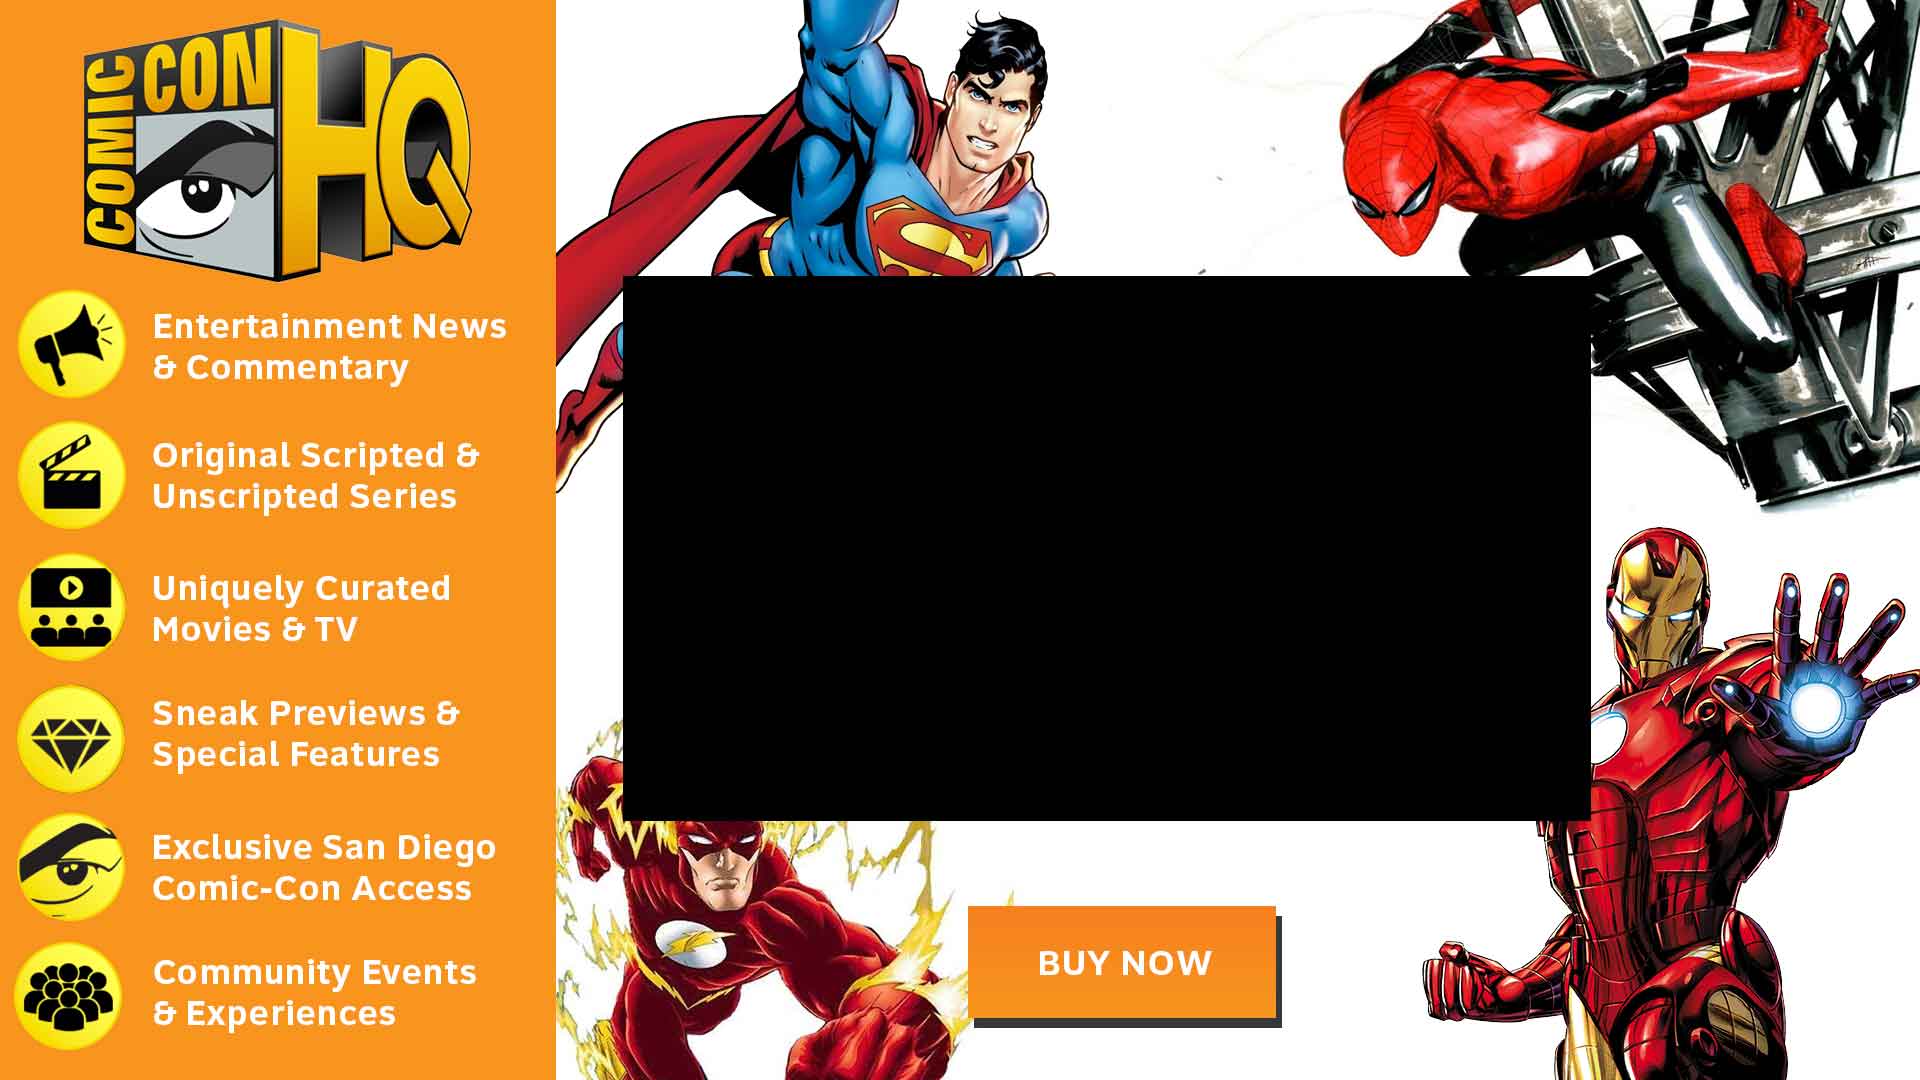 COMIC
CON
HQ
Entertainment News
& Commentary
Original Scripted &
Unscripted Series
Uniquely Curated
Movies & TV
Sneak Previews &
Special Features
Exclusive San Diego
Comic-Con Access
Community Events
& Experiences
S
BUY NOW